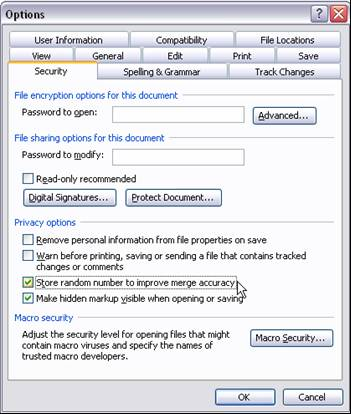 Options
User Information Compatibility File Locations
View General Edit Print Save
Security Spelling & Grammar Track Changes
File encryption options for this document
Password to open: Advanced...
File sharing options for this document
Password to modify:
Read-only recommended
Digital Signatures... Protect Document...
Privacy options
Remove personal information from file properties on save
Warn before printing, saving or sending a file that contains tracked
changes or comments
Store random number to improve merge accuracy
Make hidden markup visible when opening or saving
Macro security
Adjust the security level for opening files that might
contain macro viruses and specify the names of
trusted macro developers.
Macro Security...
OK Cancel